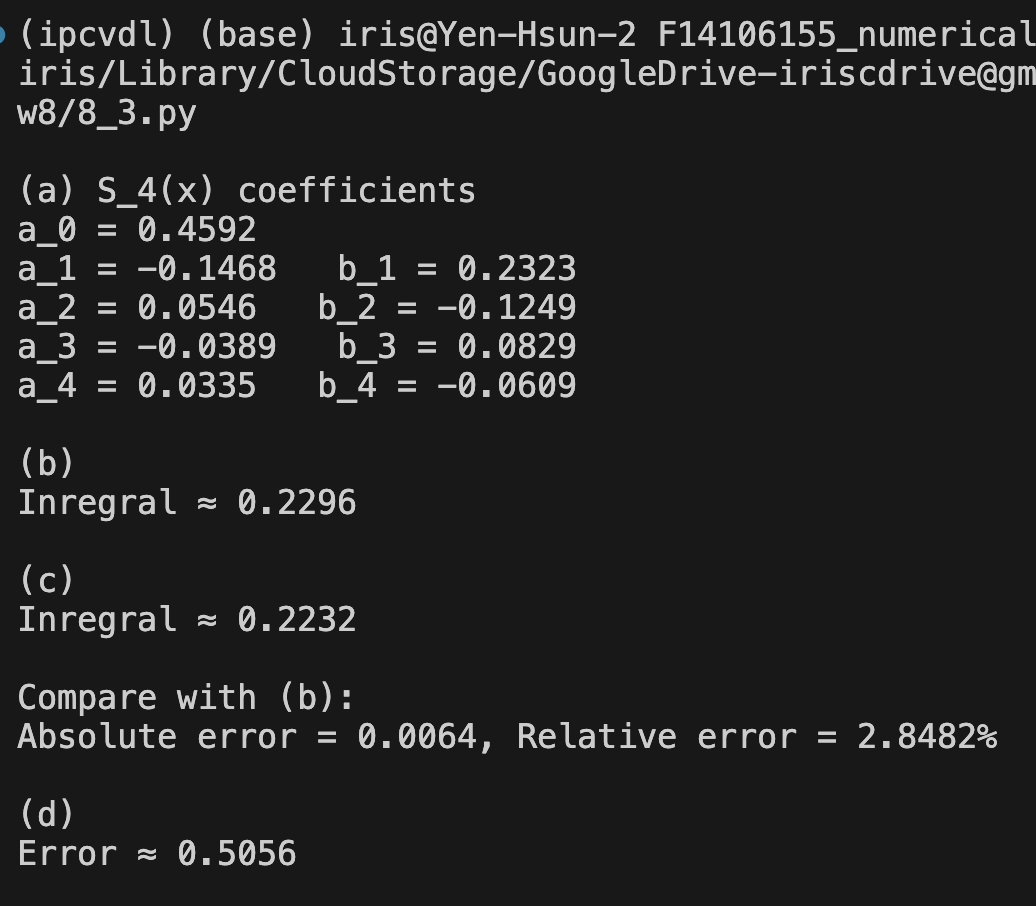 (ipcvdl) (base) iris@Yen-Hsun-2 F14106155_numerical
iris/Library/CloudStorage/GoogleDrive-iriscdrive@gm
w8/8_3.py
(a) S_4(x) coefficients
a_0 = 0.4592
a_1 = -0.1468   b_1 = 0.2323
a_2 = 0.0546   b_2 = -0.1249
a_3 = -0.0389   b_3 = 0.0829
a_4 = 0.0335   b_4 = -0.0609
(b)
Inregral ≈ 0.2296
(c)
Inregral ≈ 0.2232
Compare with (b):
Absolute error = 0.0064, Relative error = 2.8482%
(d)
Error ≈ 0.5056